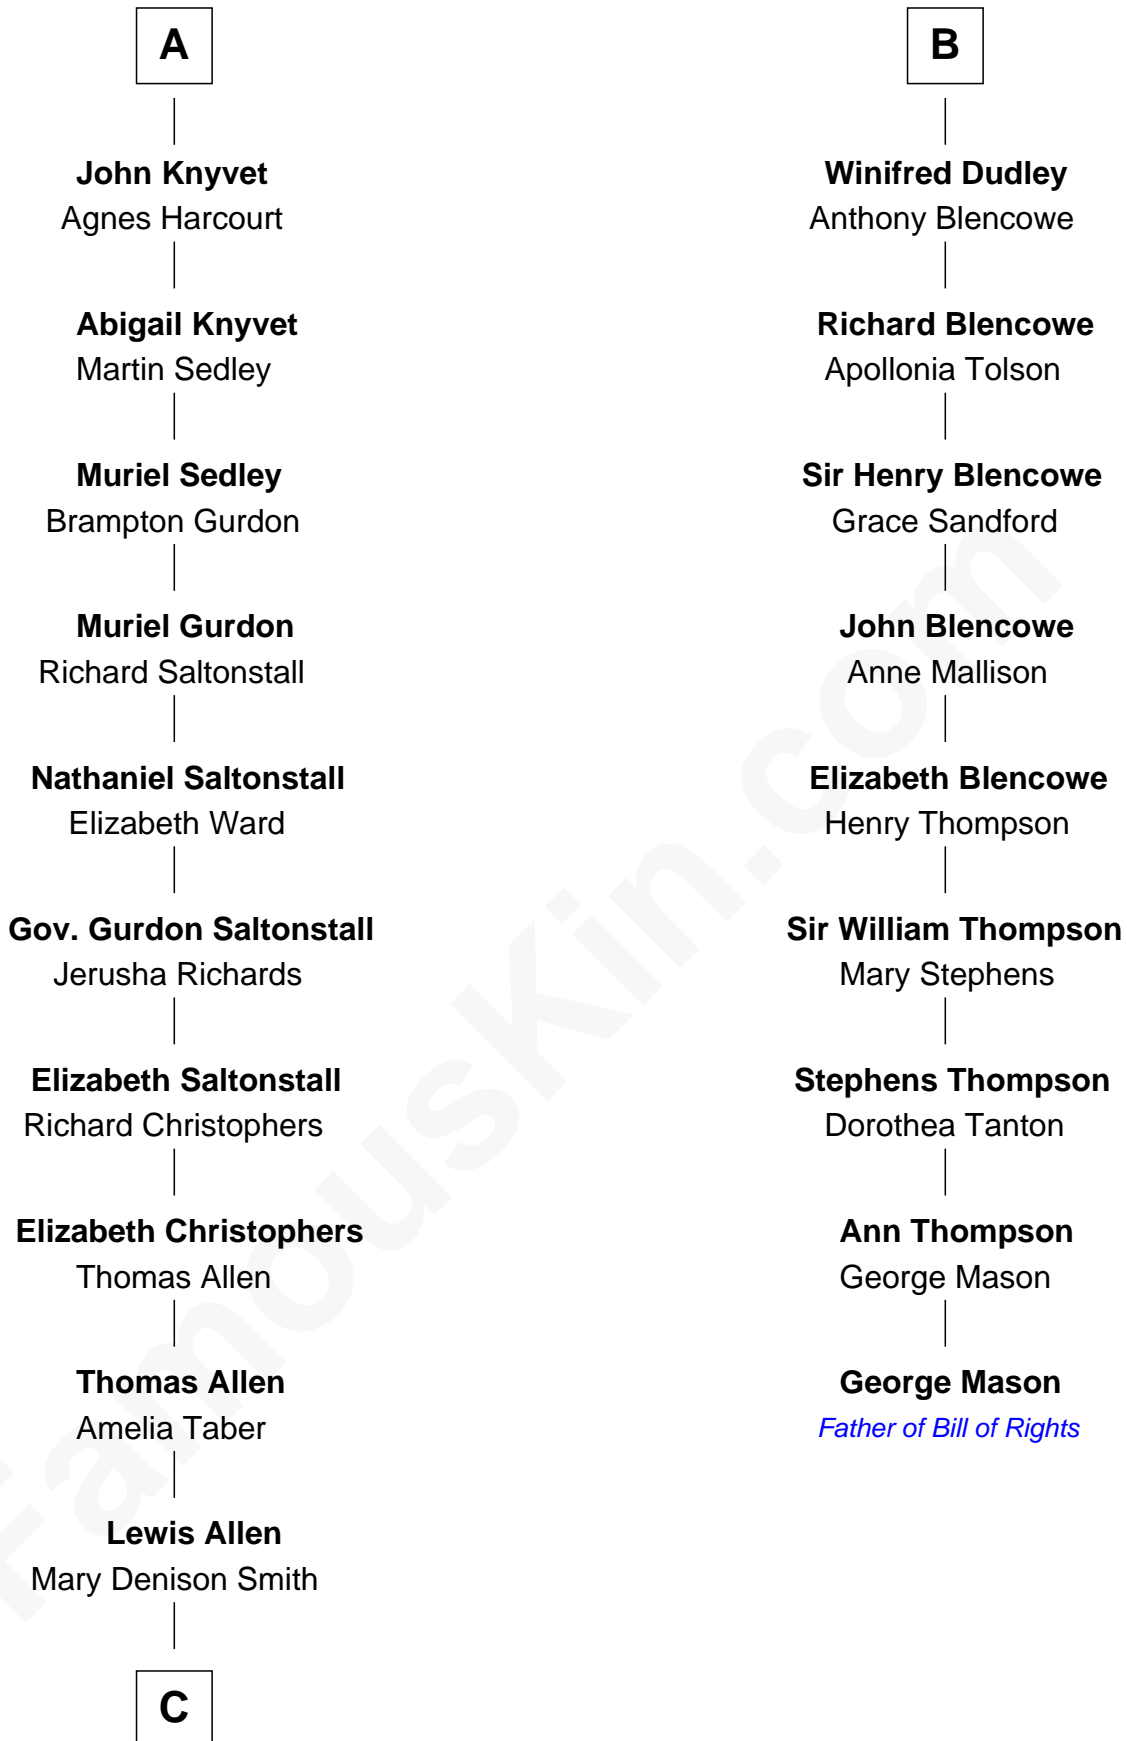 A
John Knyvet
Agnes Harcourt
Abigail Knyvet
Martin Sedley
Muriel Sedley
Brampton Gurdon
Muriel Gurdon
Richard Saltonstall
Nathaniel Saltonstall
Elizabeth Ward
Gov. Gurdon Saltonstall
Jerusha Richards
Elizabeth Saltonstall
Richard Christophers
Elizabeth Christophers
Thomas Allen
Thomas Allen
Amelia Taber
Lewis Allen
Mary Denison Smith
C
B
Winifred Dudley
Anthony Blencowe
Richard Blencowe
Apollonia Tolson
Sir Henry Blencowe
Grace Sandford
John Blencowe
Anne Mallison
Elizabeth Blencowe
Henry Thompson
Sir William Thompson
Mary Stephens
Stephens Thompson
Dorothea Tanton
Ann Thompson
George Mason
George Mason
Father of Bill of Rights
FamousKin.com